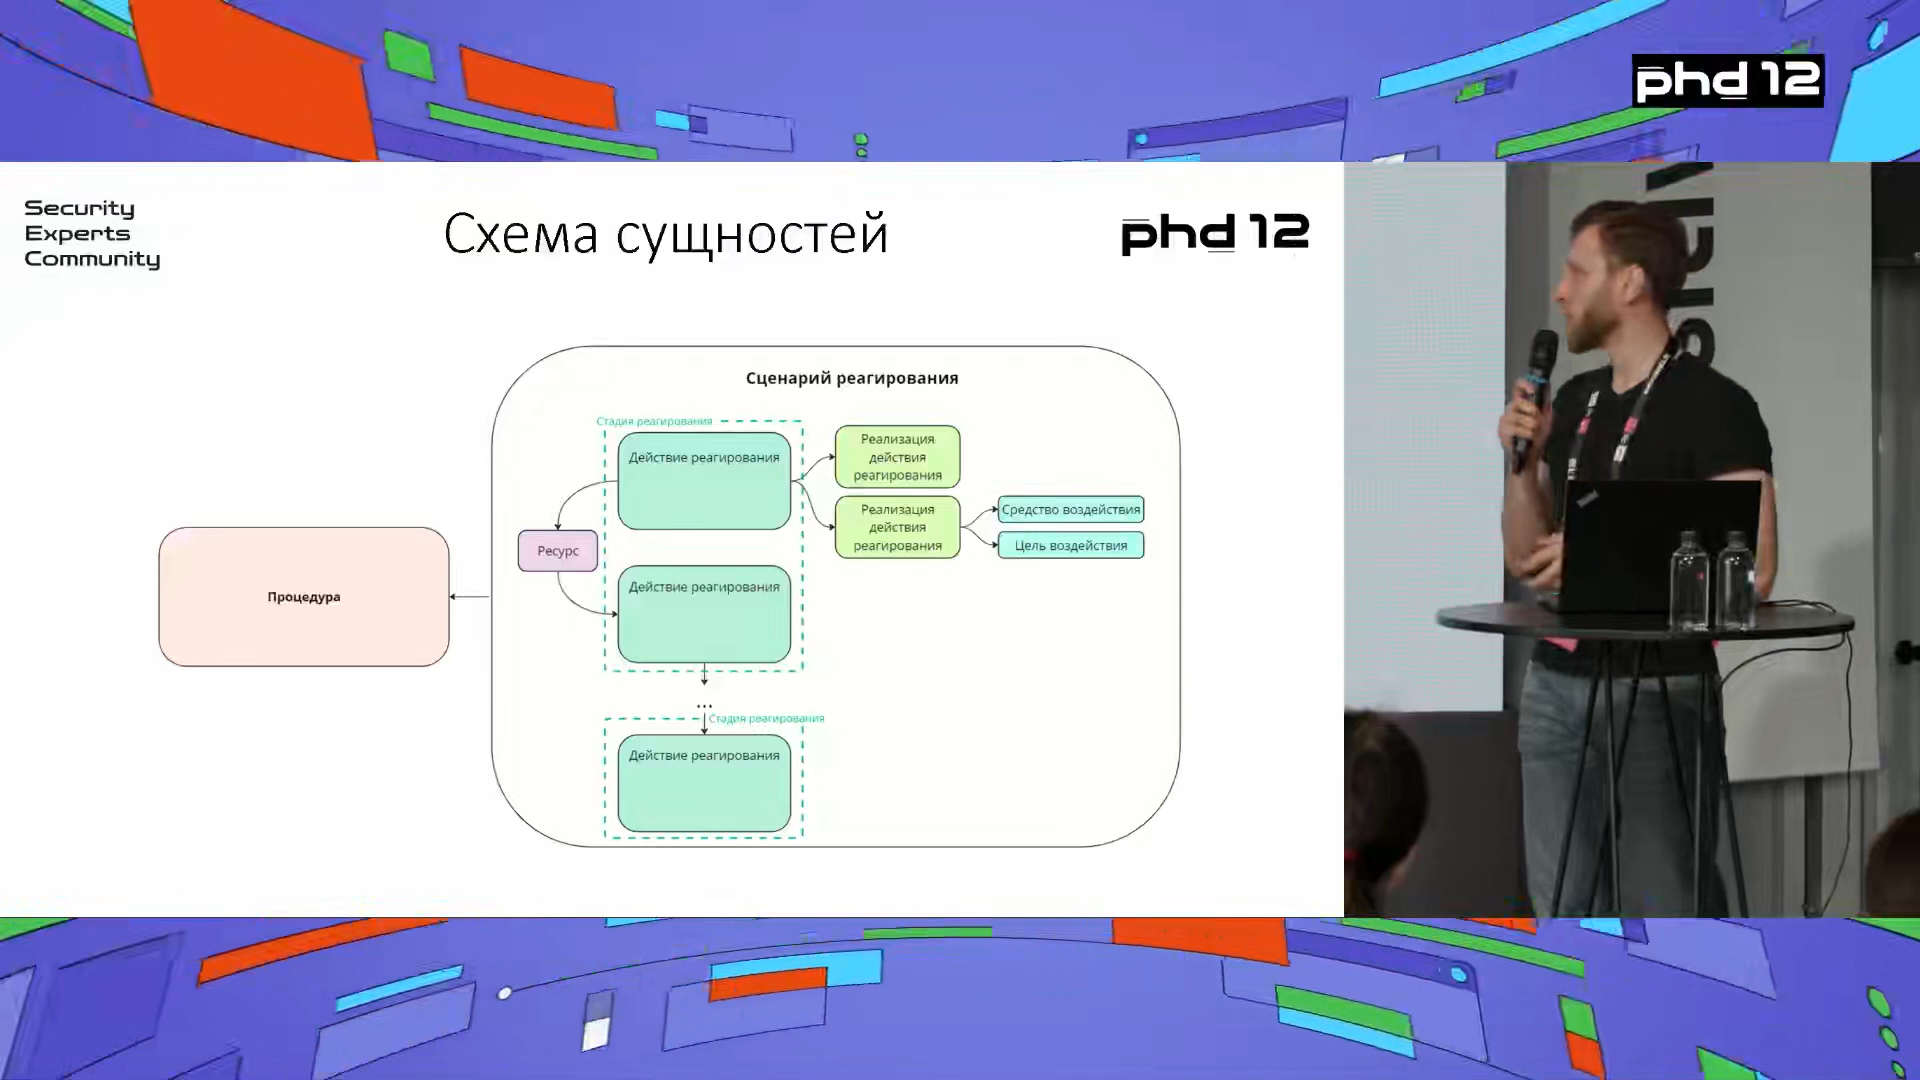 phd 12
Security
Experts
Community
Схема сущностей
phd 12
Сценарий реагирования
Стадия реагирования
Действие реагирования
Реализация
действия
реагирования
Реализация
действия
реагирования
Средство воздействия
Цель воздействия
Ресурс
Действие реагирования
Процедура
...
Стадия реагирования
Действие реагирования